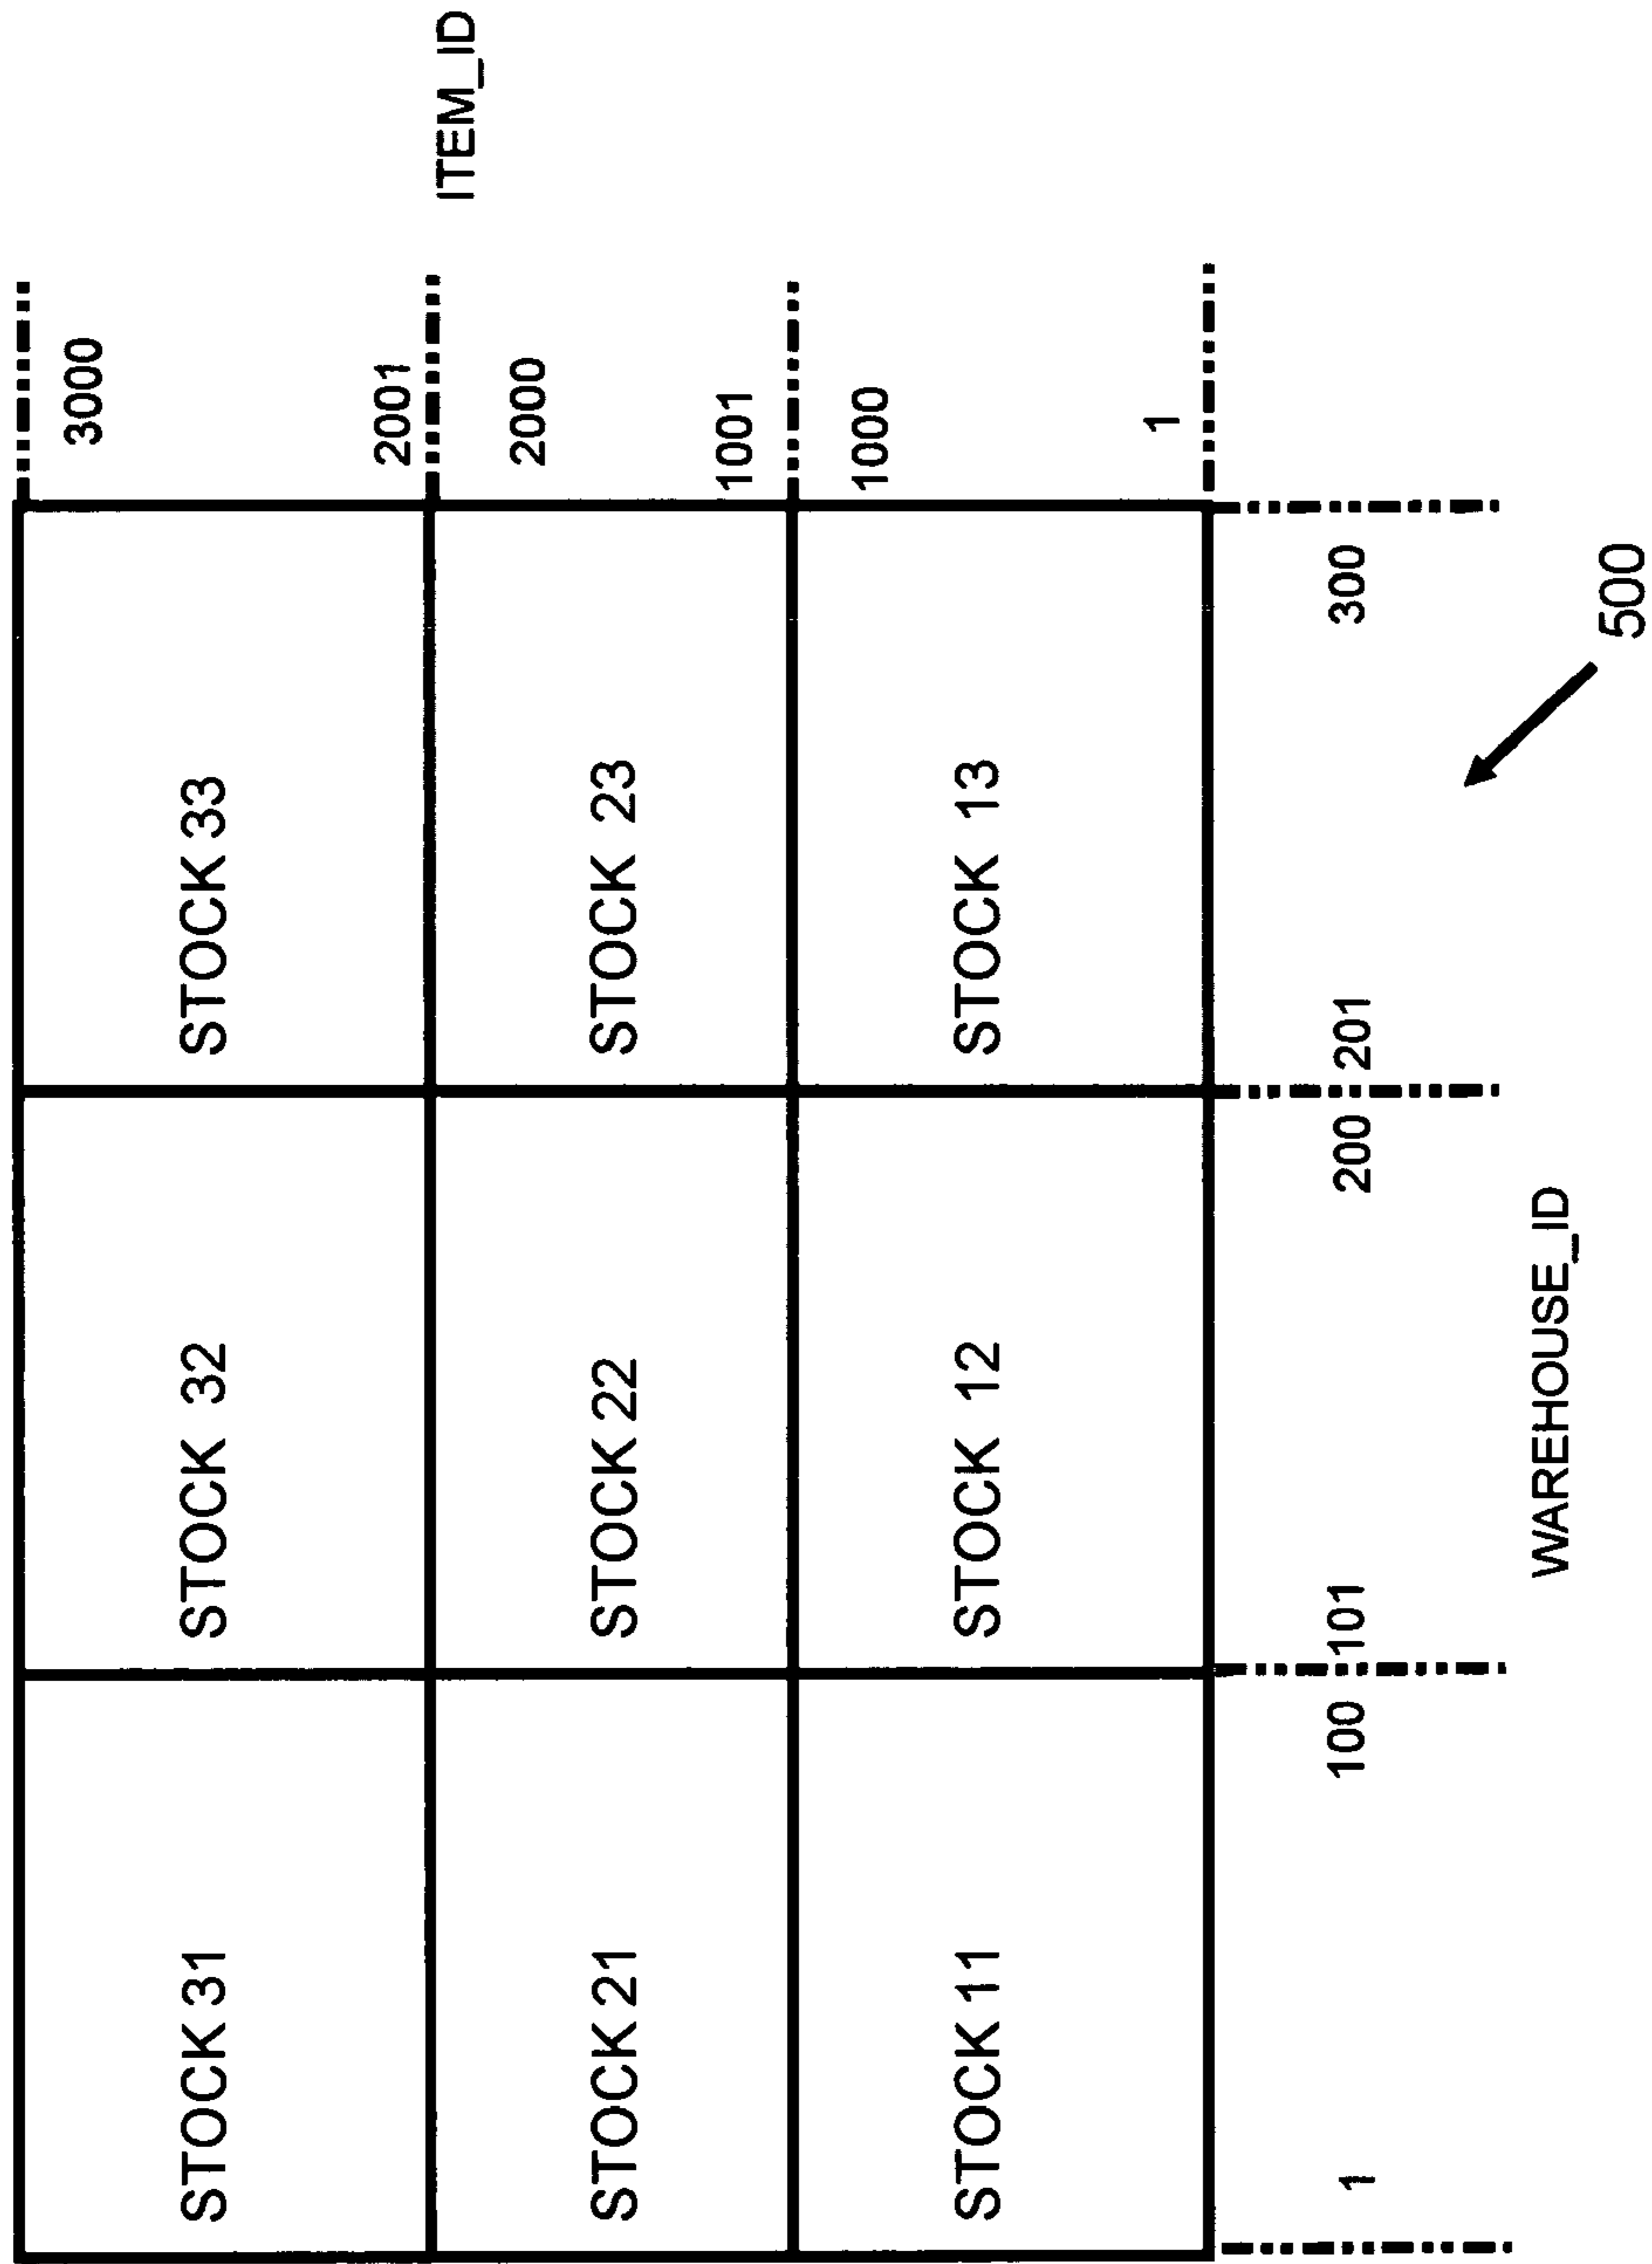 3000
STOCK 31 STOCK 32 STOCK 33
2001
ITEM_ID
2000
STOCK 21 STOCK 22 STOCK 23
1001
1000
STOCK 11 STOCK 12 STOCK 13
1
1 100 101 200 201 300
WAREHOUSE_ID
500